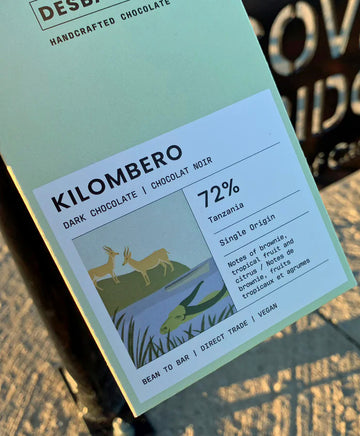 HANDCRAFTED CHOCOLATE
KILOMBERO
DARK CHOCOLATE | CHOCOLAT NOIR
72%
Tanzania
Single Origin
Notes of brownie,
tropical fruit and
citrus / Notes de
brownie, fruits
tropicaux et agrumes
BEAN TO BAR | DIRECT TRADE | VEGAN